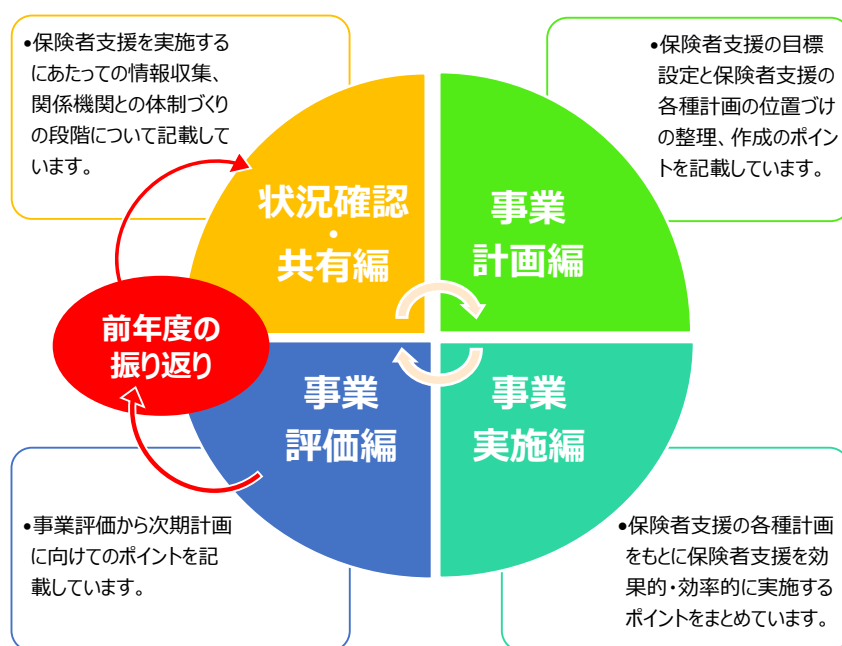 •保険者支援を実施する
にあたっての情報収集、
関係機関との体制づくり
の段階について記載して
います。
•保険者支援の目標
設定と保険者支援の
各種計画の位置づけ
の整理、作成のポイン
トを記載しています。
状況確認
・
共有編
事業
計画編
前年度の
振り返り
事業
評価編
事業
実施編
•事業評価から次期計画
に向けてのポイントを記
載しています。
•保険者支援の各種計画
をもとに保険者支援を効
果的・効率的に実施する
ポイントをまとめています。